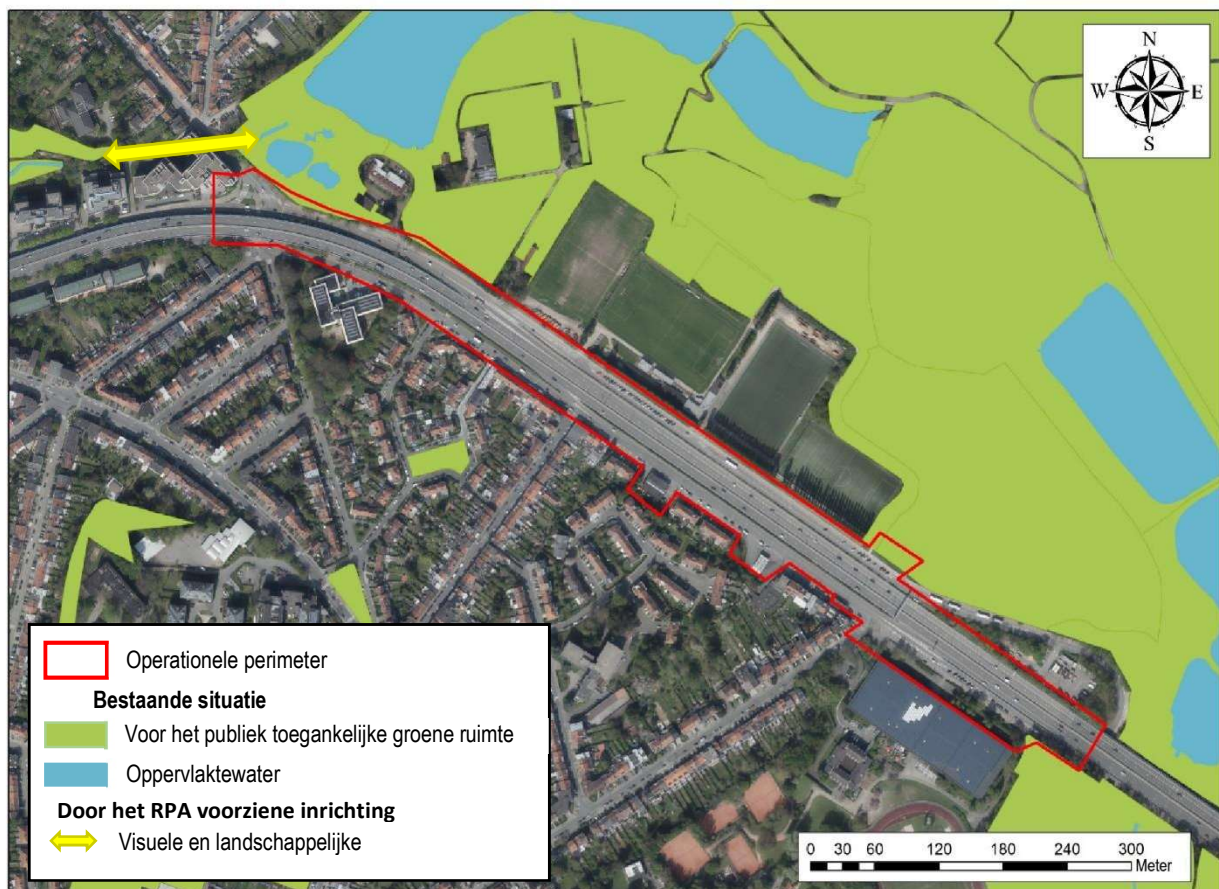 N
W E
S
Operationele perimeter
Bestaande situatie
Voor het publiek toegankelijke groene ruimte
Oppervlaktewater
Door het RPA voorziene inrichting
Visuele en landschappelijke
0 30 60 120 180 240 300
Meter